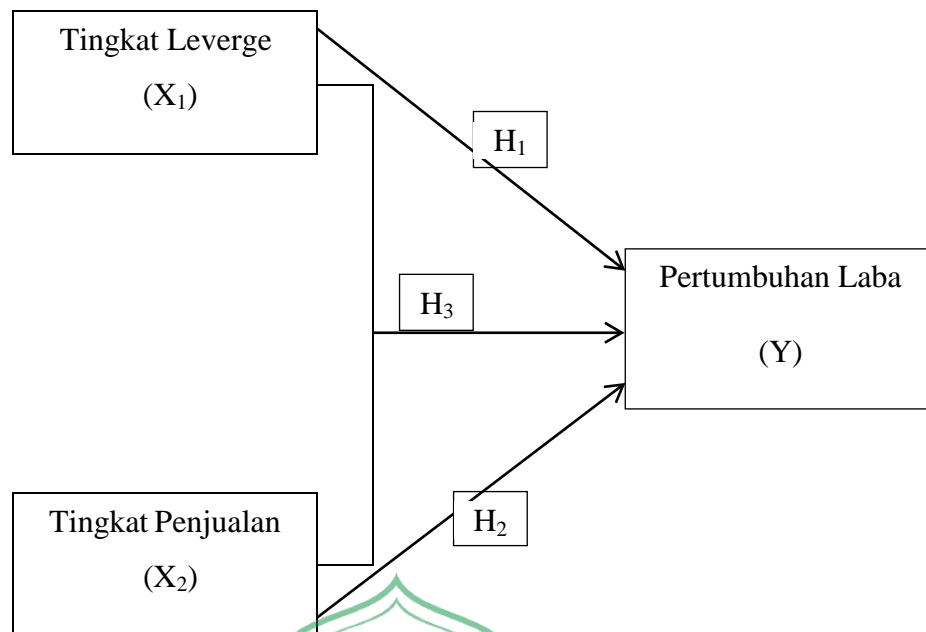 Tingkat Leverge
(X₁)
H₁
Pertumbuhan Laba
(Y)
H₃
Tingkat Penjualan
(X₂)
H₂